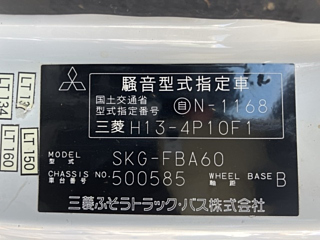 騒音型式指定車
国土交通省
型式指定番号 自N-1168
三菱 H13-4P10F1
MODEL 型式 SKG-FBA60
CHASSIS NO. 車台番号 500585 WHEEL BASE 軸距 B
三菱ふそうトラック・バス株式会社
LT134
LT160
LT150